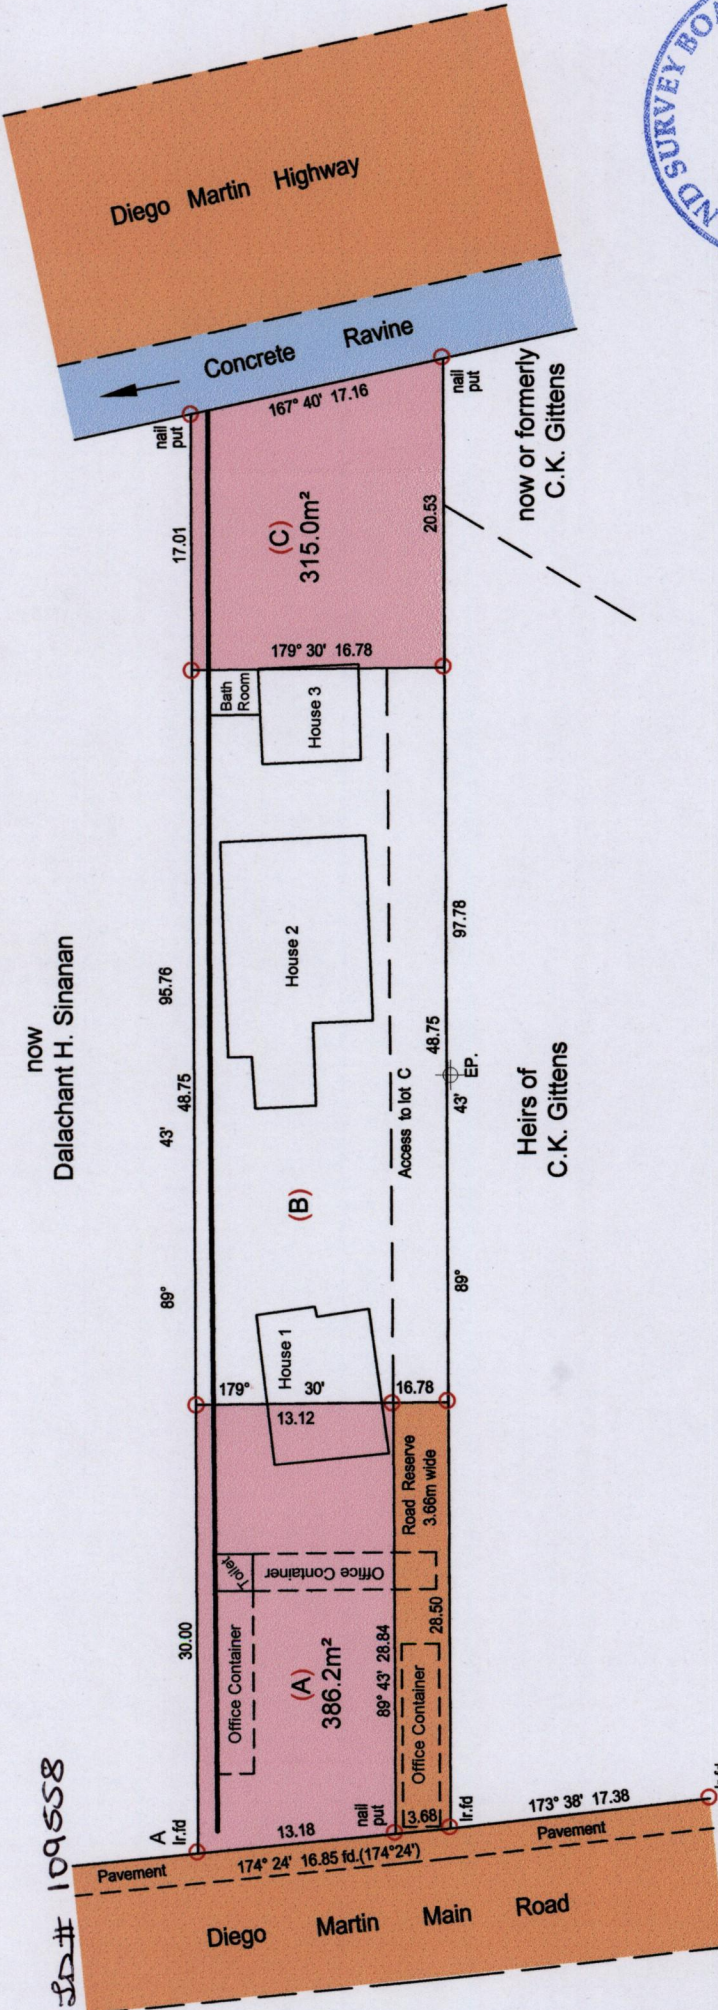 Diego Martin Highway
ND SURVEY BOA
Concrete Ravine
nail
put
167° 40' 17.16
nail
put
now or formerly
C.K. Gittens
17.01
(C)
315.0m²
20.53
179° 30' 16.78
Bath
Room
House 3
now
Dalachant H. Sinanan
95.76
House 2
97.78
48.75
48.75
EP.
43'
43'
Access to lot C
Heirs of
C.K. Gittens
(B)
89°
89°
House 1
179° 30' 16.78
13.12
Road Reserve
3.66m wide
Toilet
Office Container
30.00
Office Container
(A)
386.2m²
89° 43' 28.84
28.50
Office Container
LD# 109558
A
Ir.fd
13.18
nail
put
3.68
Ir.fd
173° 38' 17.38
Pavement
174° 24' 16.85 fd.(174°24')
Pavement
Diego Martin Main Road